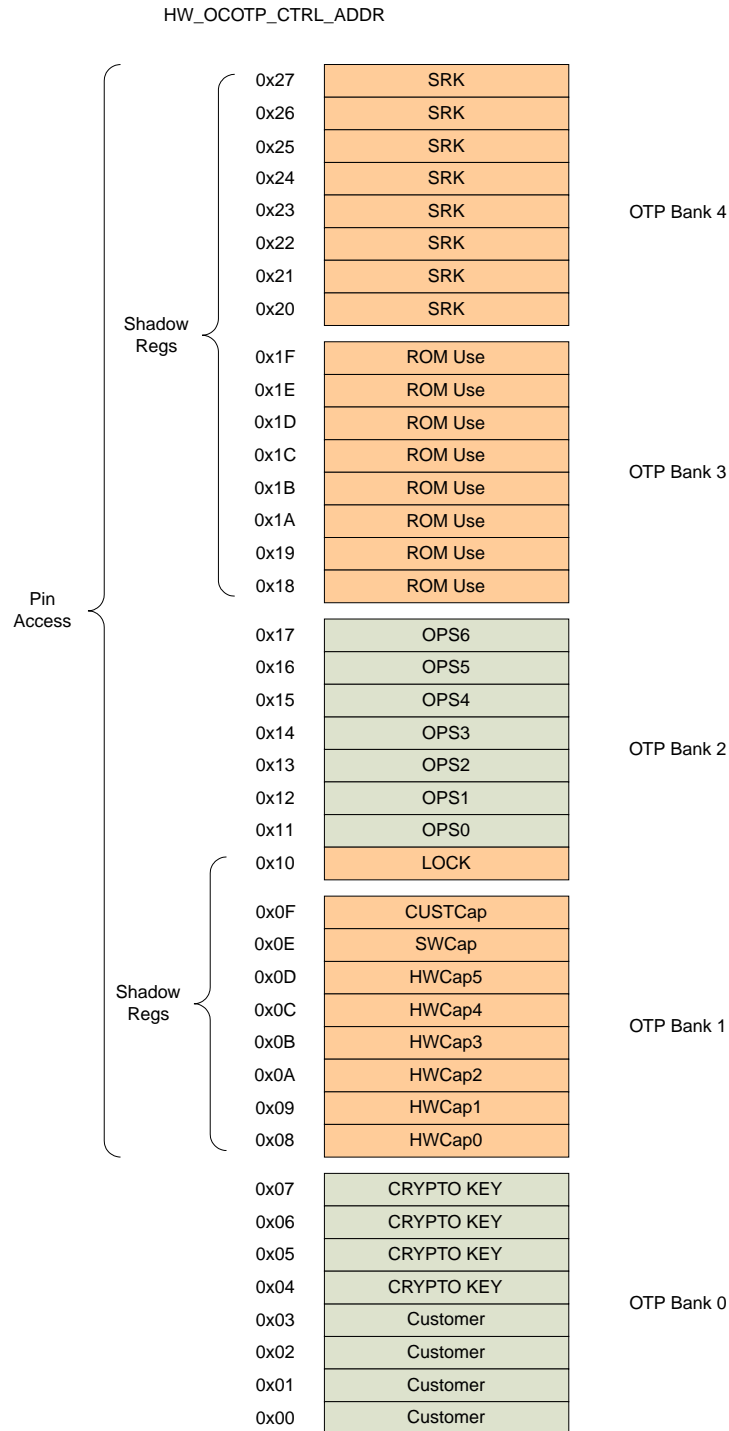 HW_OCOTP_CTRL_ADDR
0x27 SRK
0x26 SRK
0x25 SRK
0x24 SRK
0x23 SRK
OTP Bank 4
0x22 SRK
0x21 SRK
0x20 SRK
Shadow
Regs
0x1F ROM Use
0x1E ROM Use
0x1D ROM Use
0x1C ROM Use
OTP Bank 3
0x1B ROM Use
0x1A ROM Use
0x19 ROM Use
0x18 ROM Use
Pin
Access
0x17 OPS6
0x16 OPS5
0x15 OPS4
0x14 OPS3
OTP Bank 2
0x13 OPS2
0x12 OPS1
0x11 OPS0
0x10 LOCK
0x0F CUSTCap
0x0E SWCap
0x0D HWCap5
Shadow
Regs
0x0C HWCap4
OTP Bank 1
0x0B HWCap3
0x0A HWCap2
0x09 HWCap1
0x08 HWCap0
0x07 CRYPTO KEY
0x06 CRYPTO KEY
0x05 CRYPTO KEY
0x04 CRYPTO KEY
OTP Bank 0
0x03 Customer
0x02 Customer
0x01 Customer
0x00 Customer